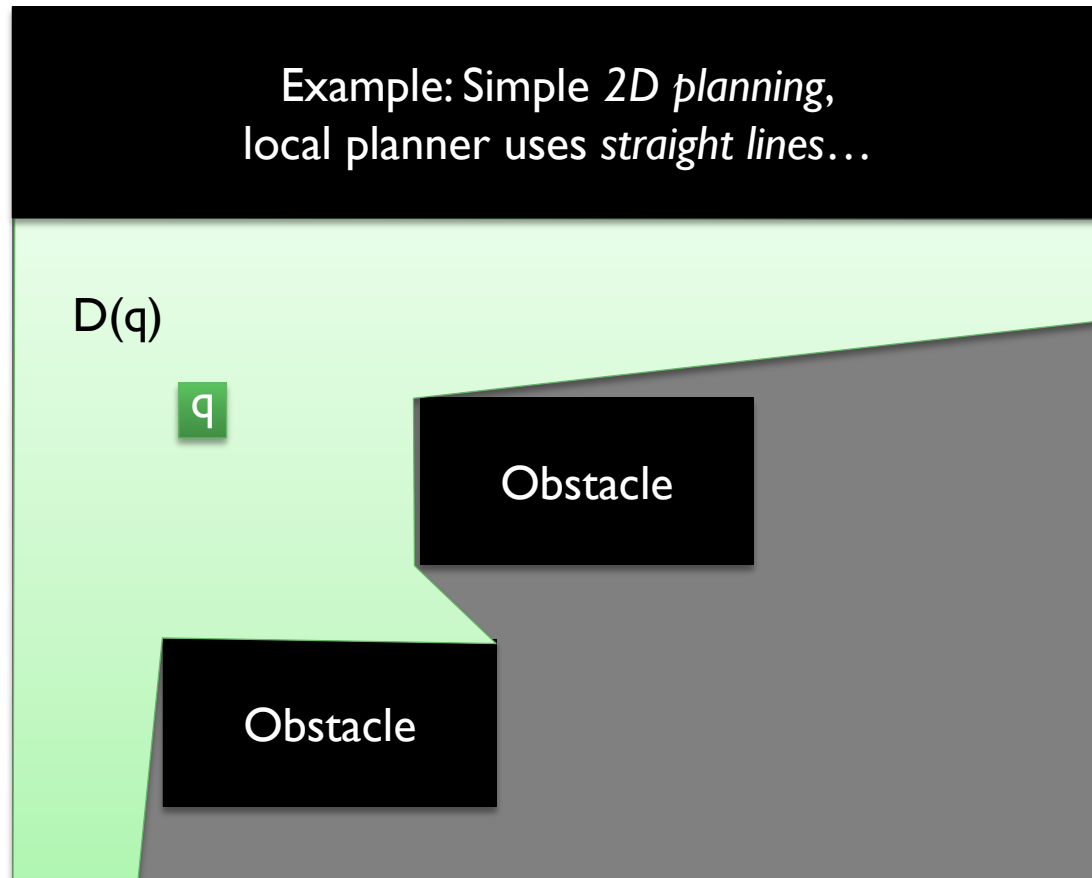 Example: Simple 2D planning,
local planner uses straight lines…
D(q)
q
Obstacle
Obstacle